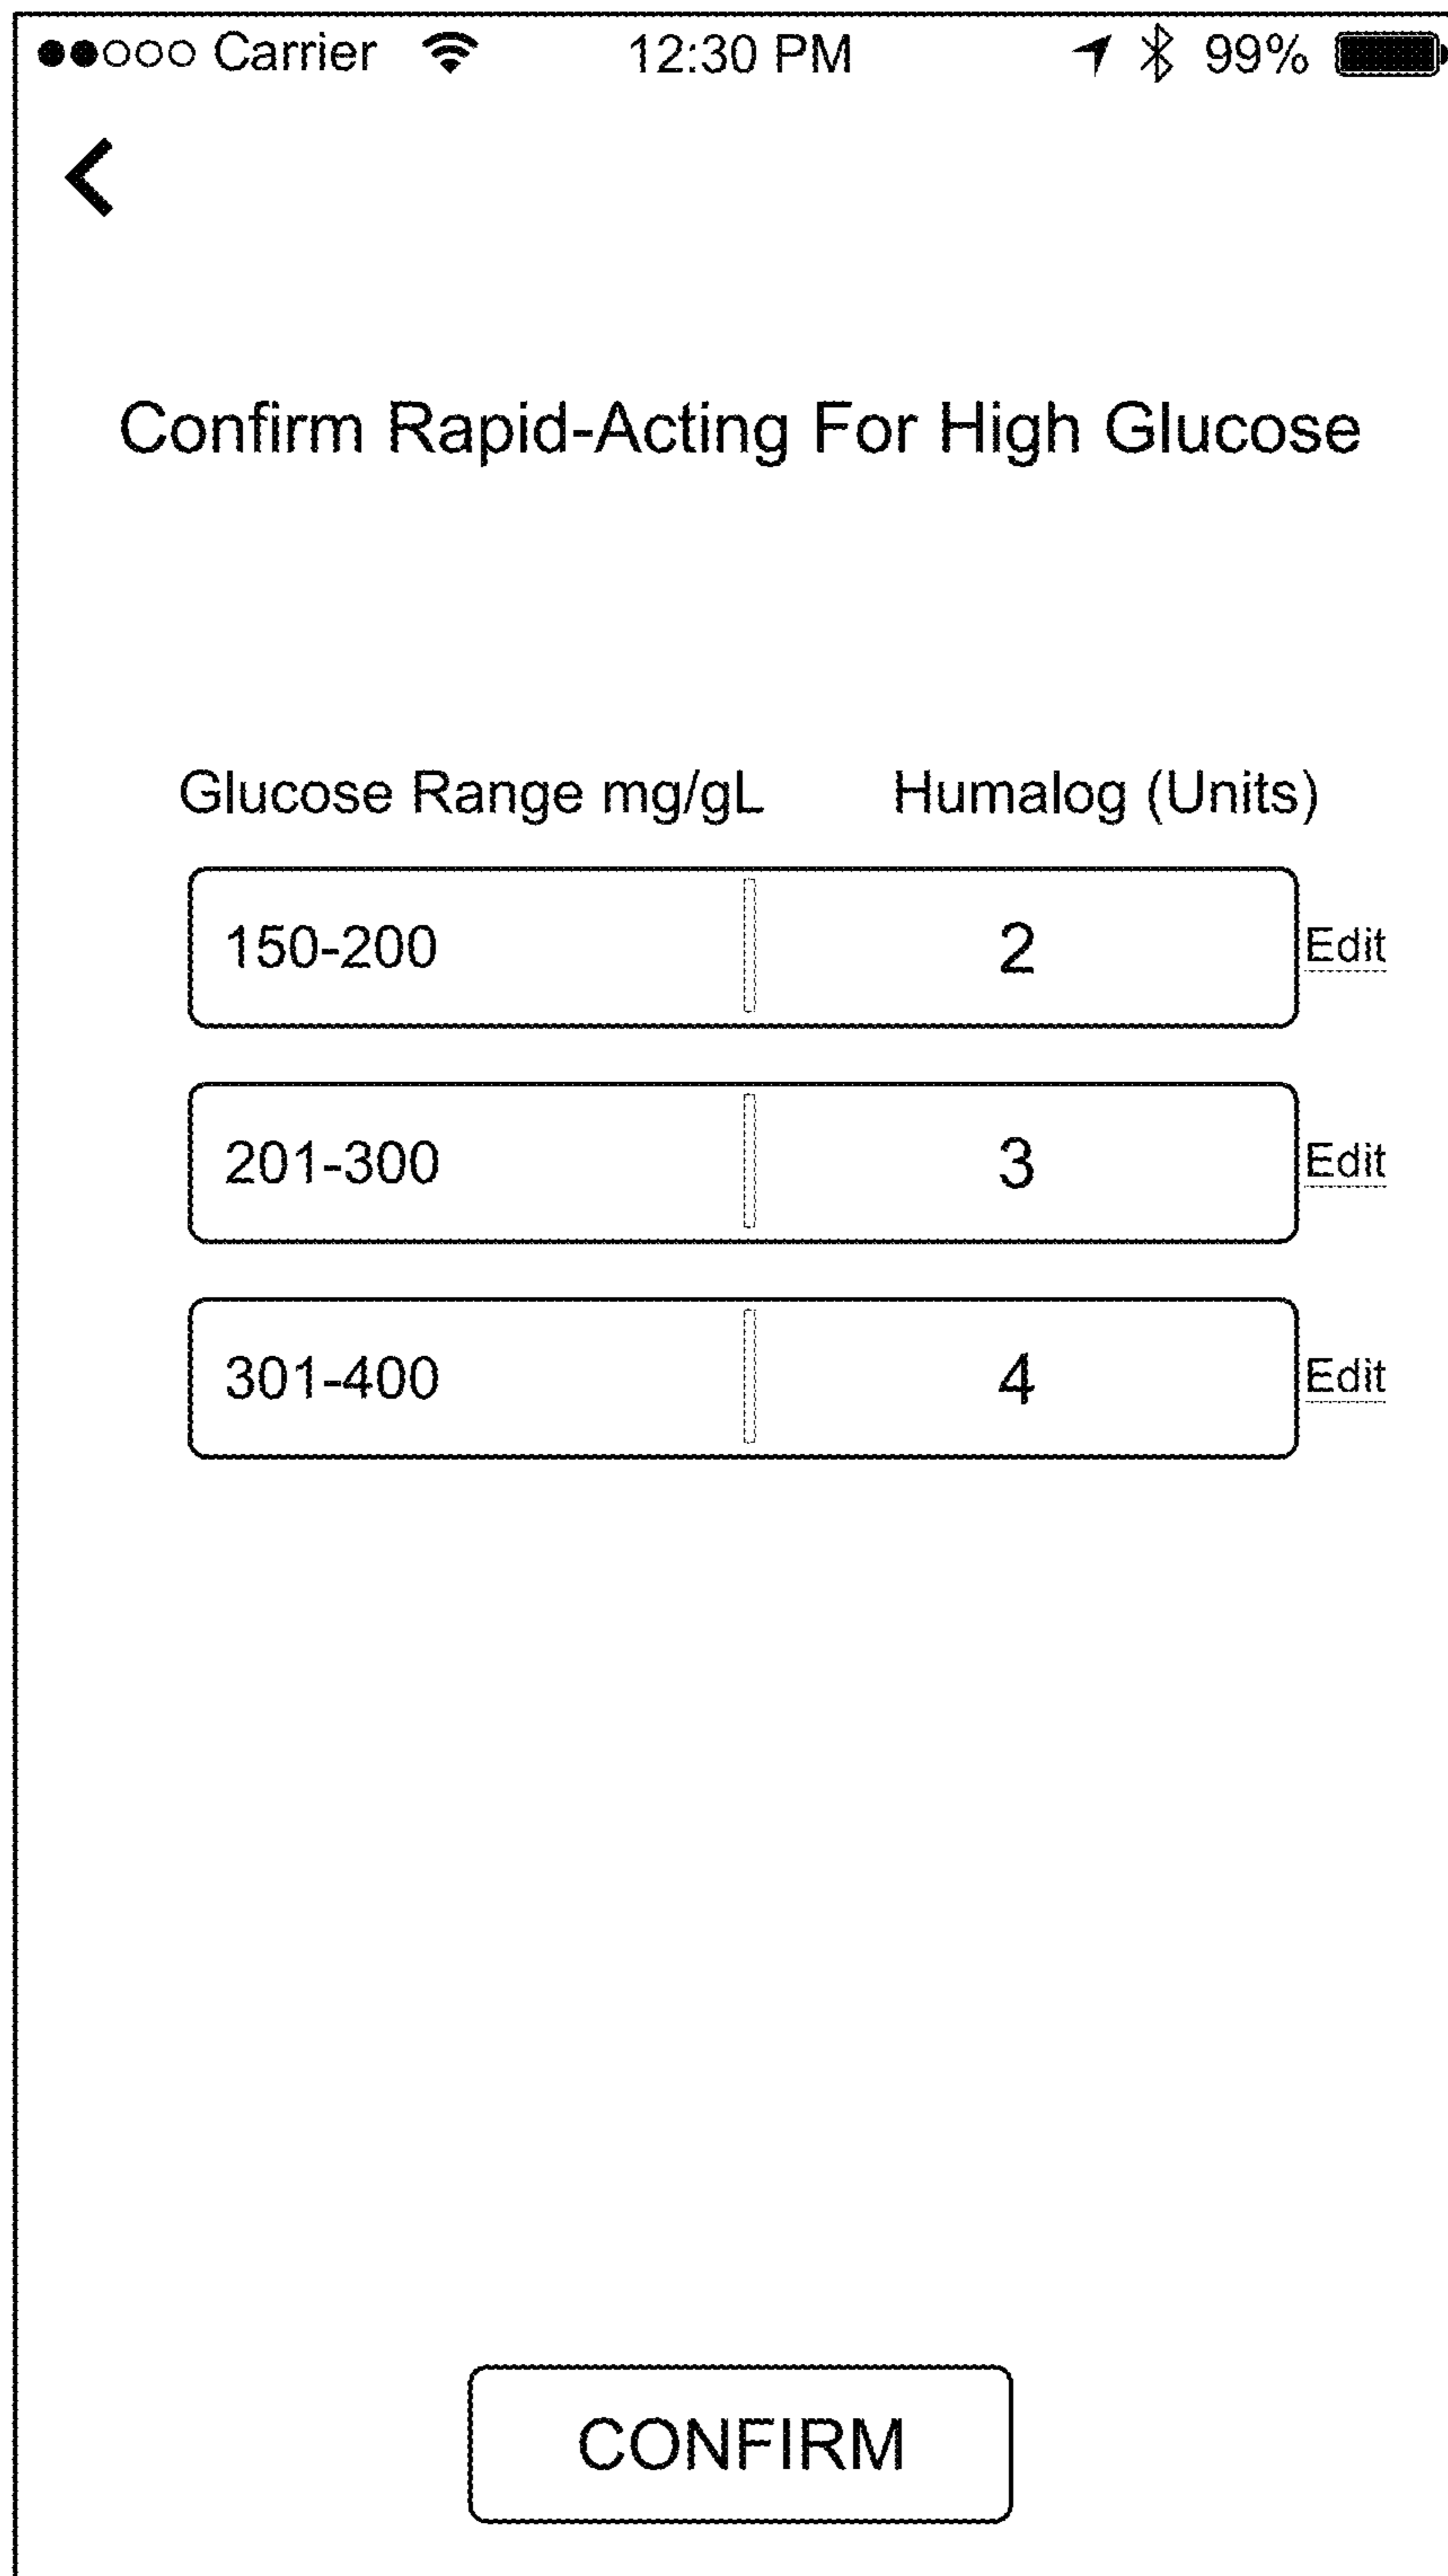 Carrier 12:30 PM 99%
Confirm Rapid-Acting For High Glucose
Glucose Range mg/gL Humalog (Units)
150-200 2 Edit
201-300 3 Edit
301-400 4 Edit
CONFIRM